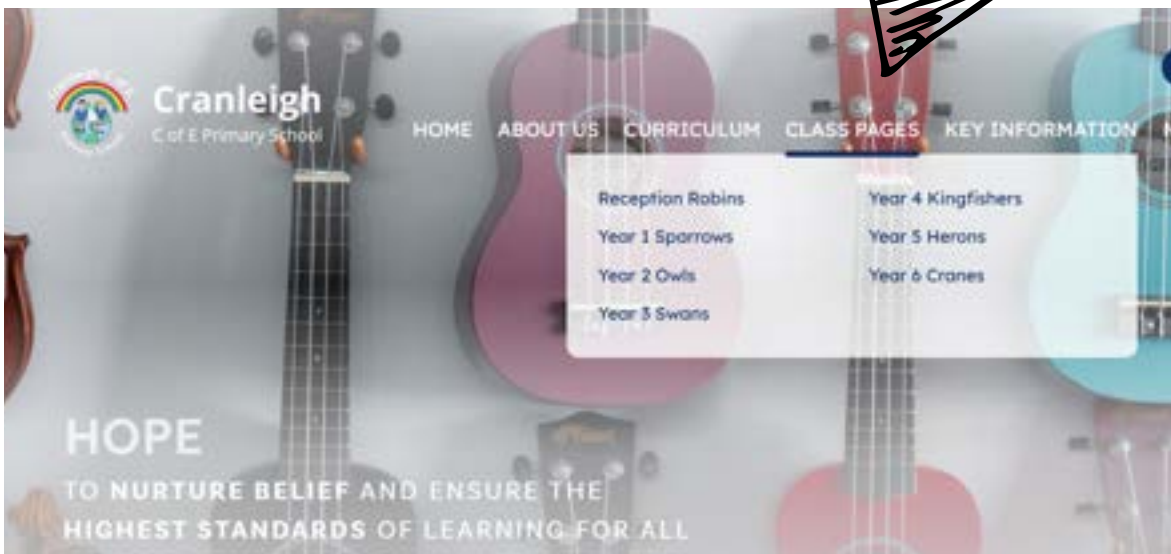 Cranleigh
C of E Primary School
HOME ABOUT US CURRICULUM CLASS PAGES KEY INFORMATION
Reception Robins
Year 1 Sparrows
Year 2 Owls
Year 3 Swans
Year 4 Kingfishers
Year 5 Herons
Year 6 Cranes
HOPE
TO NURTURE BELIEF AND ENSURE THE
HIGHEST STANDARDS OF LEARNING FOR ALL